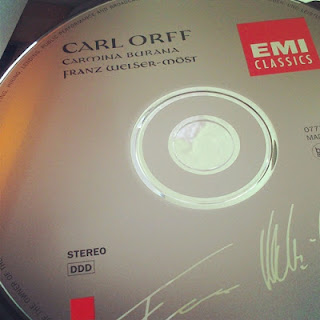 CARL ORFF
CARMINA BURANA
FRANZ WELSER-MÖST
EMI
CLASSICS
STEREO
DDD